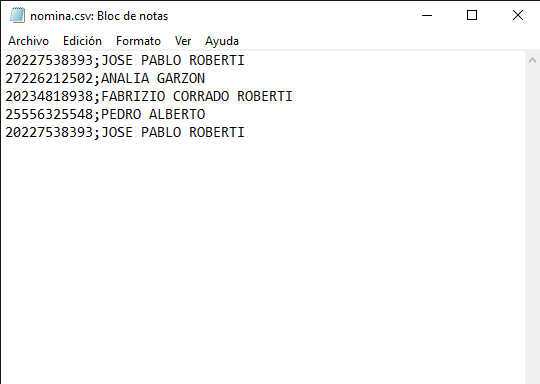 nomina.csv: Bloc de notas
Archivo Edición Formato Ver Ayuda
20227538393;JOSE PABLO ROBERTI
27226212502;ANALIA GARZON
20234818938;FABRIZIO CORRADO ROBERTI
25556325548;PEDRO ALBERTO
20227538393;JOSE PABLO ROBERTI